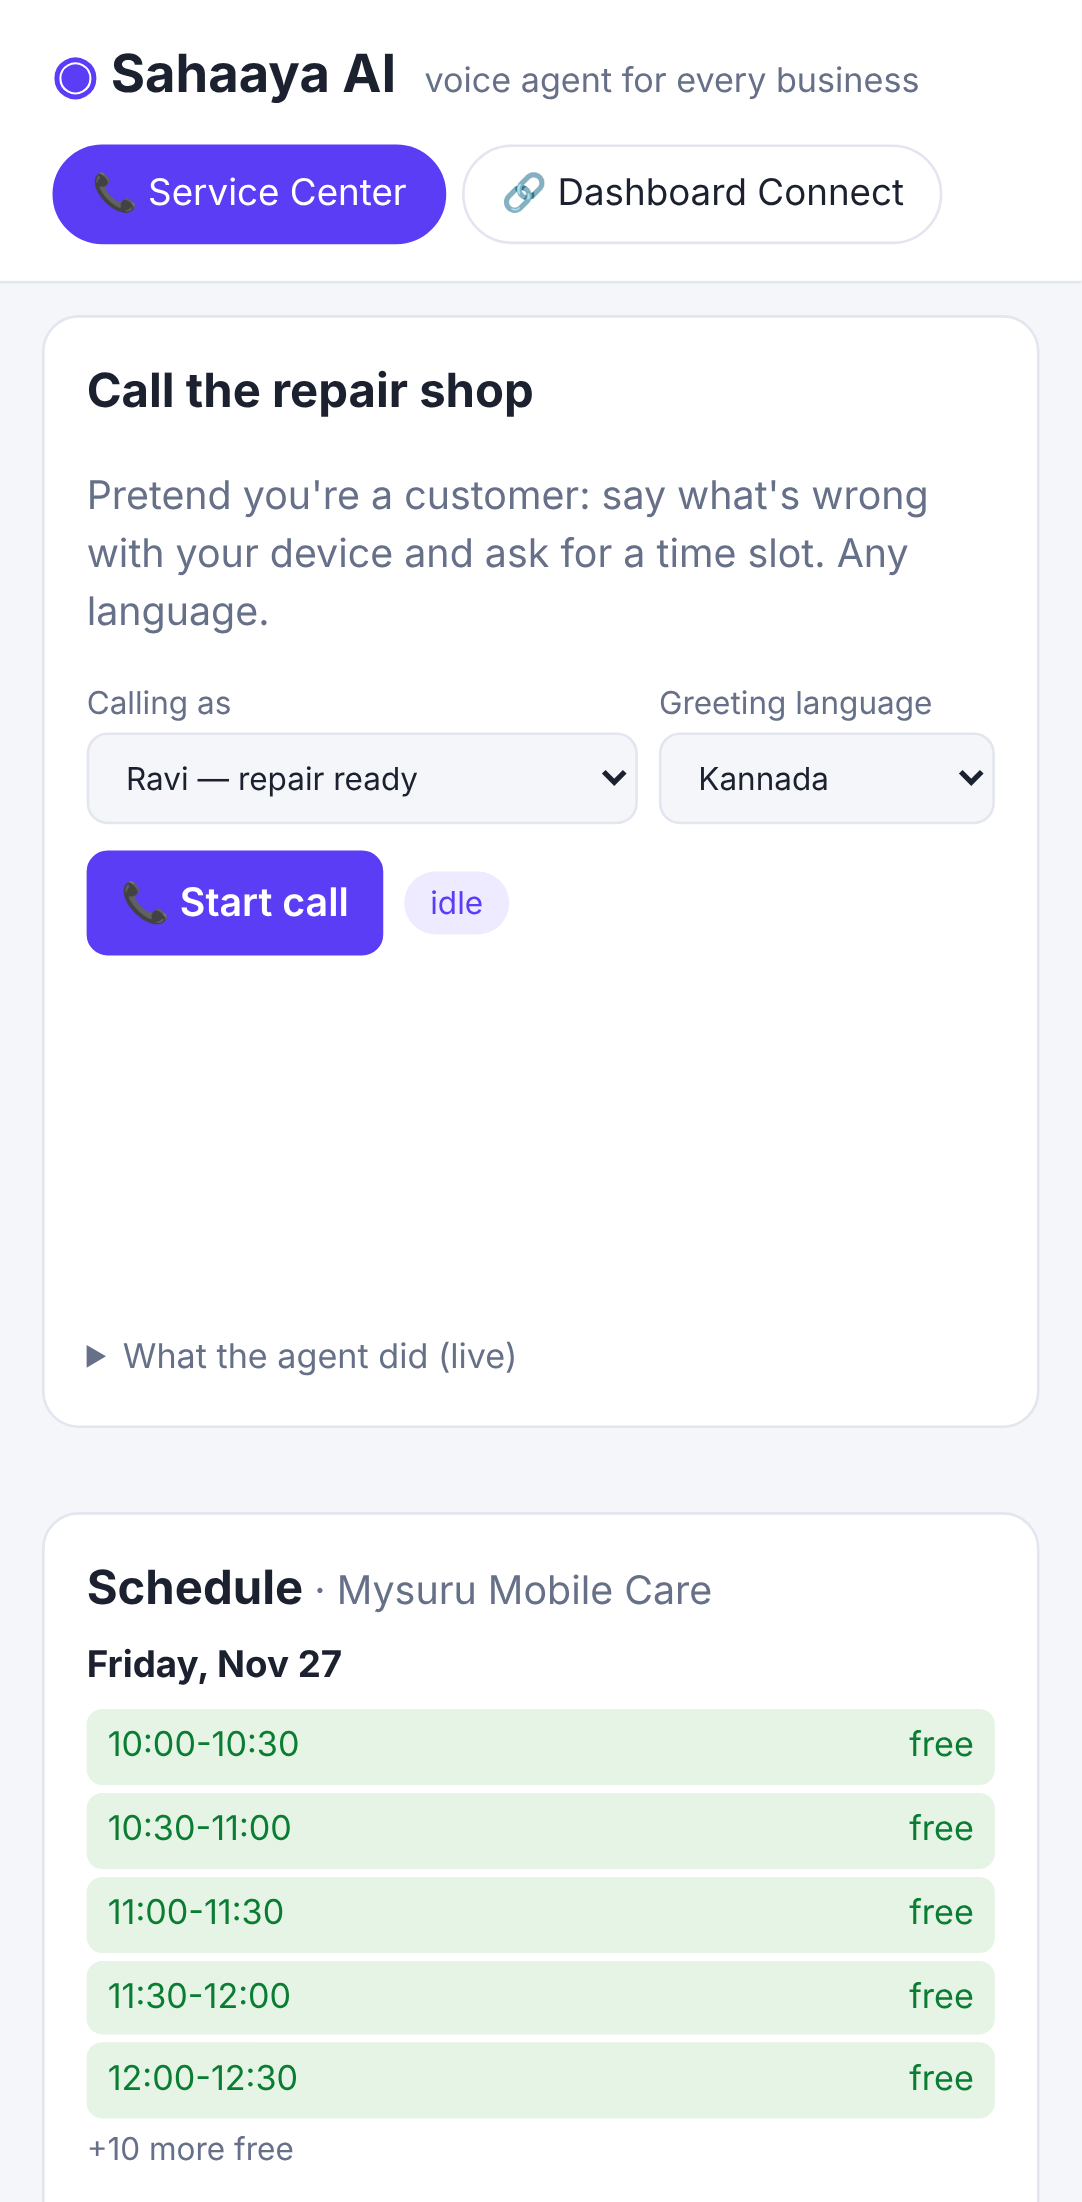 Sahaaya AI voice agent for every business
📞 Service Center 🔗 Dashboard Connect
Call the repair shop
Pretend you're a customer: say what's wrong
with your device and ask for a time slot. Any
language.
Calling as Greeting language
Ravi — repair ready Kannada
📞 Start call idle
▶ What the agent did (live)
Schedule · Mysuru Mobile Care
Friday, Nov 27
10:00-10:30 free
10:30-11:00 free
11:00-11:30 free
11:30-12:00 free
12:00-12:30 free
+10 more free